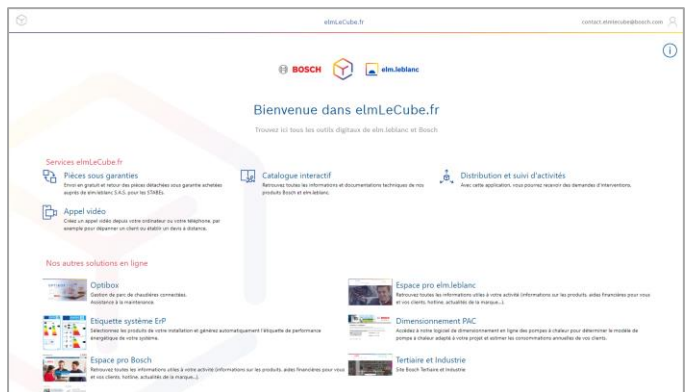 elmLeCube.fr
contact.elmlecube@bosch.com
BOSCH
elm.leblanc
Bienvenue dans elmLeCube.fr
Trouvez ici tous les outils digitaux de elm leblanc et Bosch
Services elmLeCube.fr
Pièces sous garanties
Envoi en gratuit et retour des pièces détachées sous garantie achetées
auprès de elm.leblanc S.A.S. pour les STABEs.
Catalogue interactif
Retrouvez toutes les informations et documentations techniques de nos
produits Bosch et elm.leblanc.
Distribution et suivi d'activités
Avec cette application, vous pourrez recevoir des demandes d'interventions.
Appel vidéo
Créez un appel vidéo depuis votre ordinateur ou votre téléphone, par
exemple pour dépanner un client ou établir un devis à distance.
Nos autres solutions en ligne
Optibox
Gestion de parc de chaudières connectées.
Assistance à la maintenance.
Espace pro elm.leblanc
Retrouvez toutes les informations utiles à votre activité (informations sur les produits, aides financières pour vous
et vos clients, hotline, actualités de la marque...).
Etiquette système ErP
Sélectionnez les produits de votre installation et générez automatiquement l'étiquette de performance
énergétique de votre système.
Dimensionnement PAC
Accédez à notre logiciel de dimensionnement en ligne des pompes à chaleur pour déterminer le modèle de
pompe à chaleur adapté à votre projet et estimer les consommations annuelles de vos clients.
Espace pro Bosch
Retrouvez toutes les informations utiles à votre activité (informations sur les produits, aides financières pour vous
et vos clients, hotline, actualités de la marque...).
Tertiaire et Industrie
Site Bosch Tertiaire et Industrie